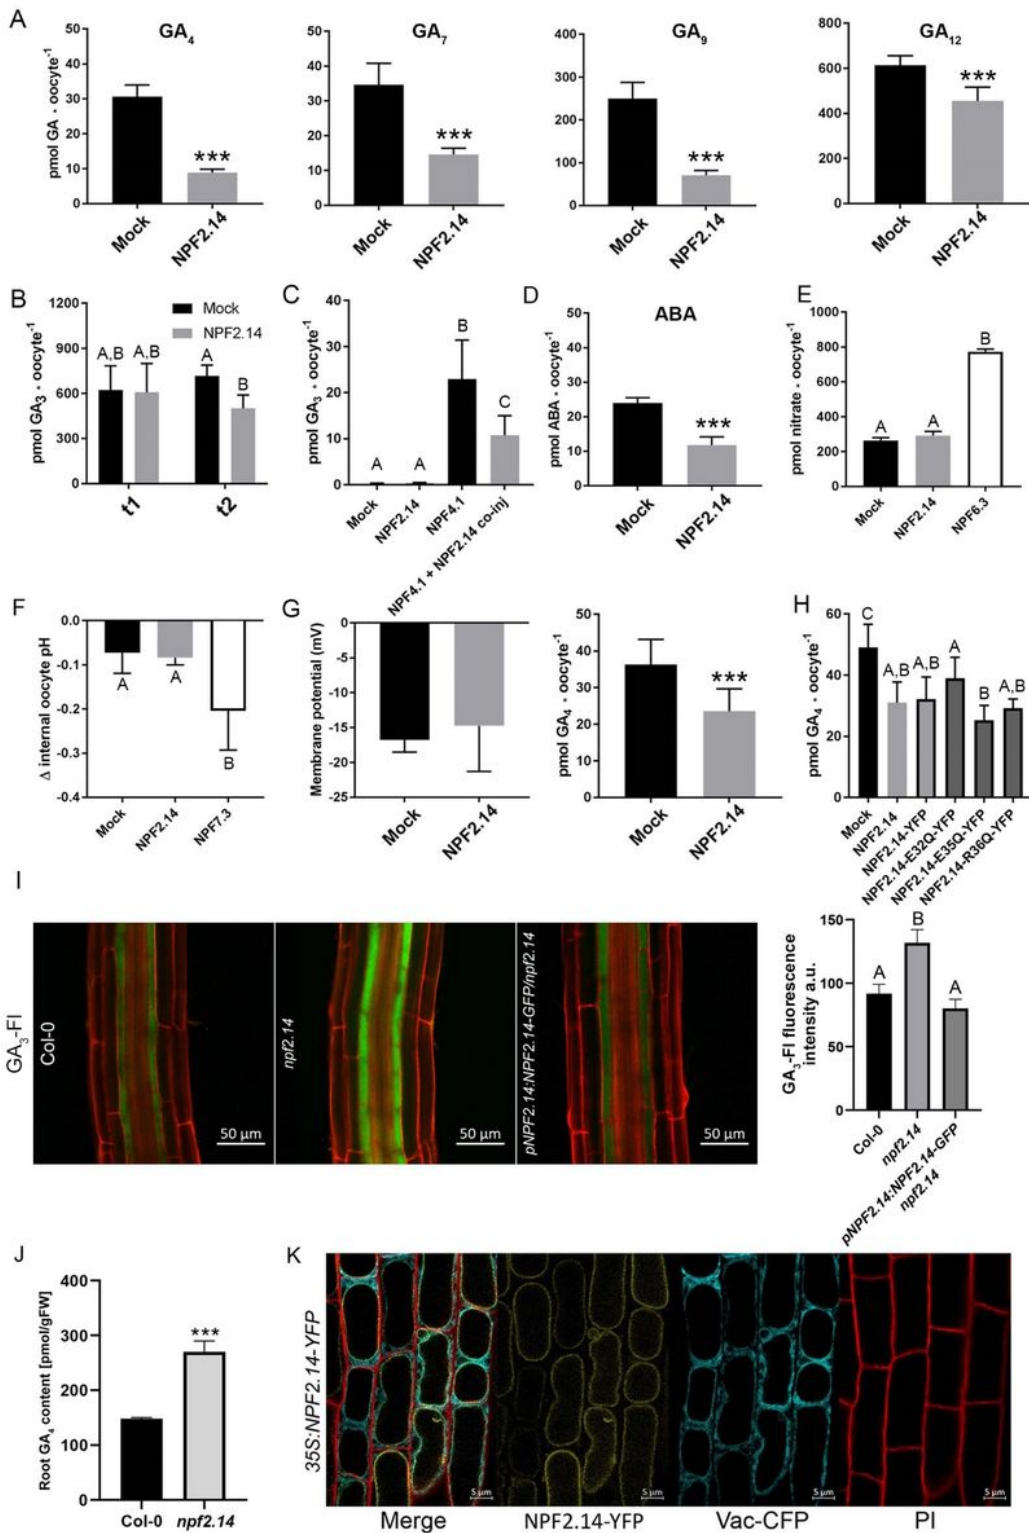 A
GA4
pmol GA · oocyte-1
50
40
30
20
10
0
***
Mock
NPF2.14
GA7
50
40
30
20
10
0
***
Mock
NPF2.14
GA9
400
300
200
100
0
***
Mock
NPF2.14
GA12
800
600
400
200
0
***
Mock
NPF2.14
B
pmol GA3 · oocyte-1
1200
900
600
300
0
Mock
NPF2.14
A,B A,B A B
t1 t2
C
pmol GA3 · oocyte-1
40
30
20
10
0
A A B C
Mock
NPF2.14
NPF4.1
NPF4.1 + NPF2.14 co-inj
D
ABA
pmol ABA · oocyte-1
50
40
30
20
10
0
***
Mock
NPF2.14
E
pmol nitrate · oocyte-1
1000
800
600
400
200
0
A A B
Mock
NPF2.14
NPF6.3
F
Δ internal oocyte pH
0.0
-0.1
-0.2
-0.3
-0.4
A A B
Mock
NPF2.14
NPF7.3
G
Membrane potential (mV)
0
-5
-10
-15
-20
-25
Mock
NPF2.14
pmol GA4 · oocyte-1
50
40
30
20
10
0
***
Mock
NPF2.14
H
pmol GA4 · oocyte-1
60
40
20
0
C A,B A,B A B A,B
Mock
NPF2.14
NPF2.14-YFP
NPF2.14-E32Q-YFP
NPF2.14-E35Q-YFP
NPF2.14-R36Q-YFP
I
GA3-Fl
Col-0
50 µm
npf2.14
50 µm
pNPF2.14:NPF2.14-GFP/npf2.14
50 µm
GA3-Fl fluorescence
intensity a.u.
150
100
50
0
A B A
Col-0
npf2.14
pNPF2.14:NPF2.14-GFP
npf2.14
J
Root GA4 content [pmol/gFW]
400
300
200
100
0
***
Col-0 npf2.14
K
35S:NPF2.14-YFP
5 µm 5 µm 5 µm 5 µm
Merge NPF2.14-YFP Vac-CFP PI